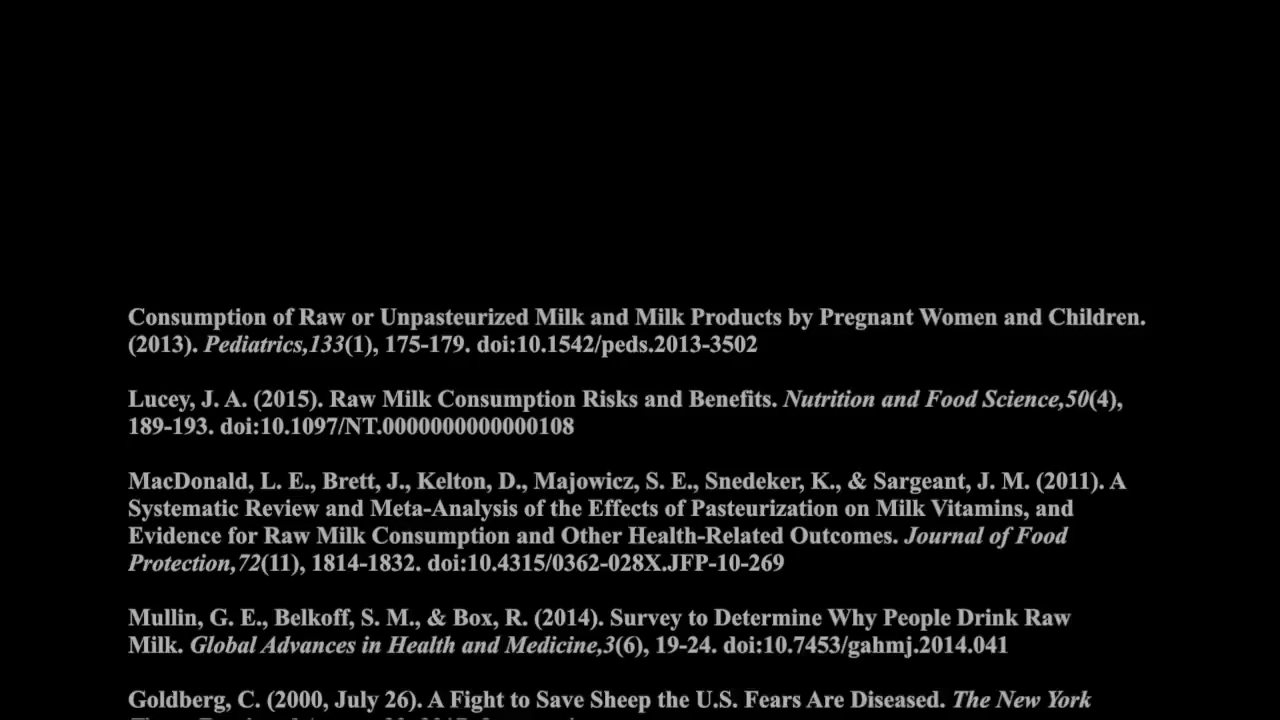 Consumption of Raw or Unpasteurized Milk and Milk Products by Pregnant Women and Children.
(2013). Pediatrics,133(1), 175-179. doi:10.1542/peds.2013-3502
Lucey, J. A. (2015). Raw Milk Consumption Risks and Benefits. Nutrition and Food Science,50(4),
189-193. doi:10.1097/NT.0000000000000108
MacDonald, L. E., Brett, J., Kelton, D., Majowicz, S. E., Snedeker, K., & Sargeant, J. M. (2011). A
Systematic Review and Meta-Analysis of the Effects of Pasteurization on Milk Vitamins, and
Evidence for Raw Milk Consumption and Other Health-Related Outcomes. Journal of Food
Protection,72(11), 1814-1832. doi:10.4315/0362-028X.JFP-10-269
Mullin, G. E., Belkoff, S. M., & Box, R. (2014). Survey to Determine Why People Drink Raw
Milk. Global Advances in Health and Medicine,3(6), 19-24. doi:10.7453/gahmj.2014.041
Goldberg, C. (2000, July 26). A Fight to Save Sheep the U.S. Fears Are Diseased. The New York